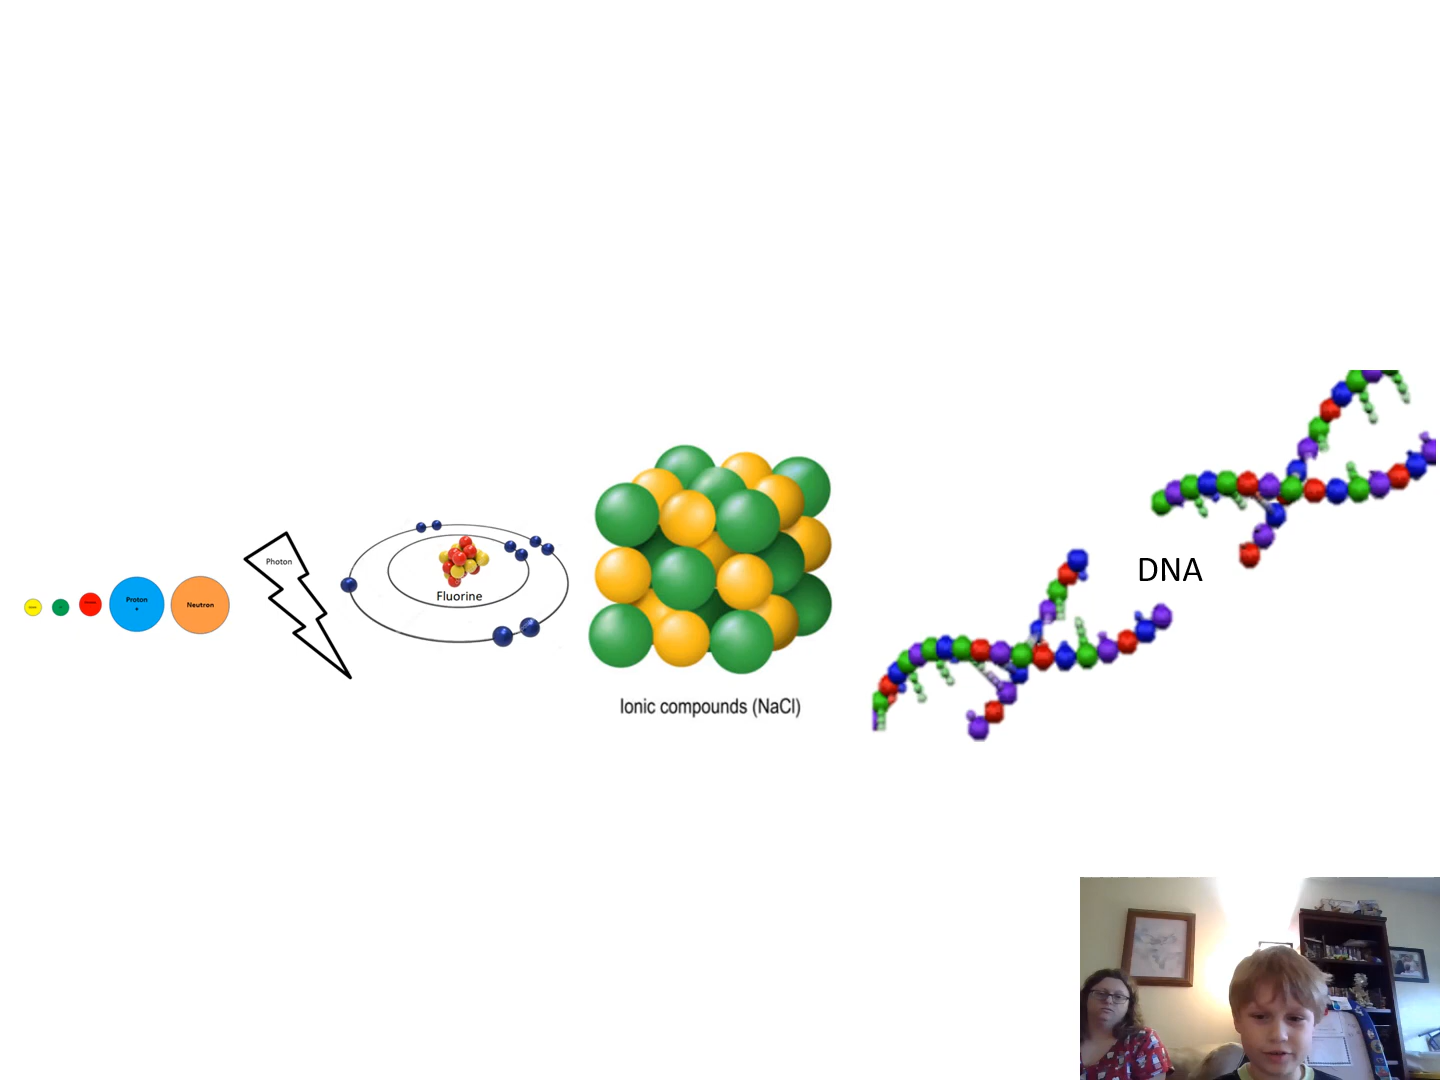 Proton
+
Neutron
Photon
Fluorine
Ionic compounds (NaCl)
DNA